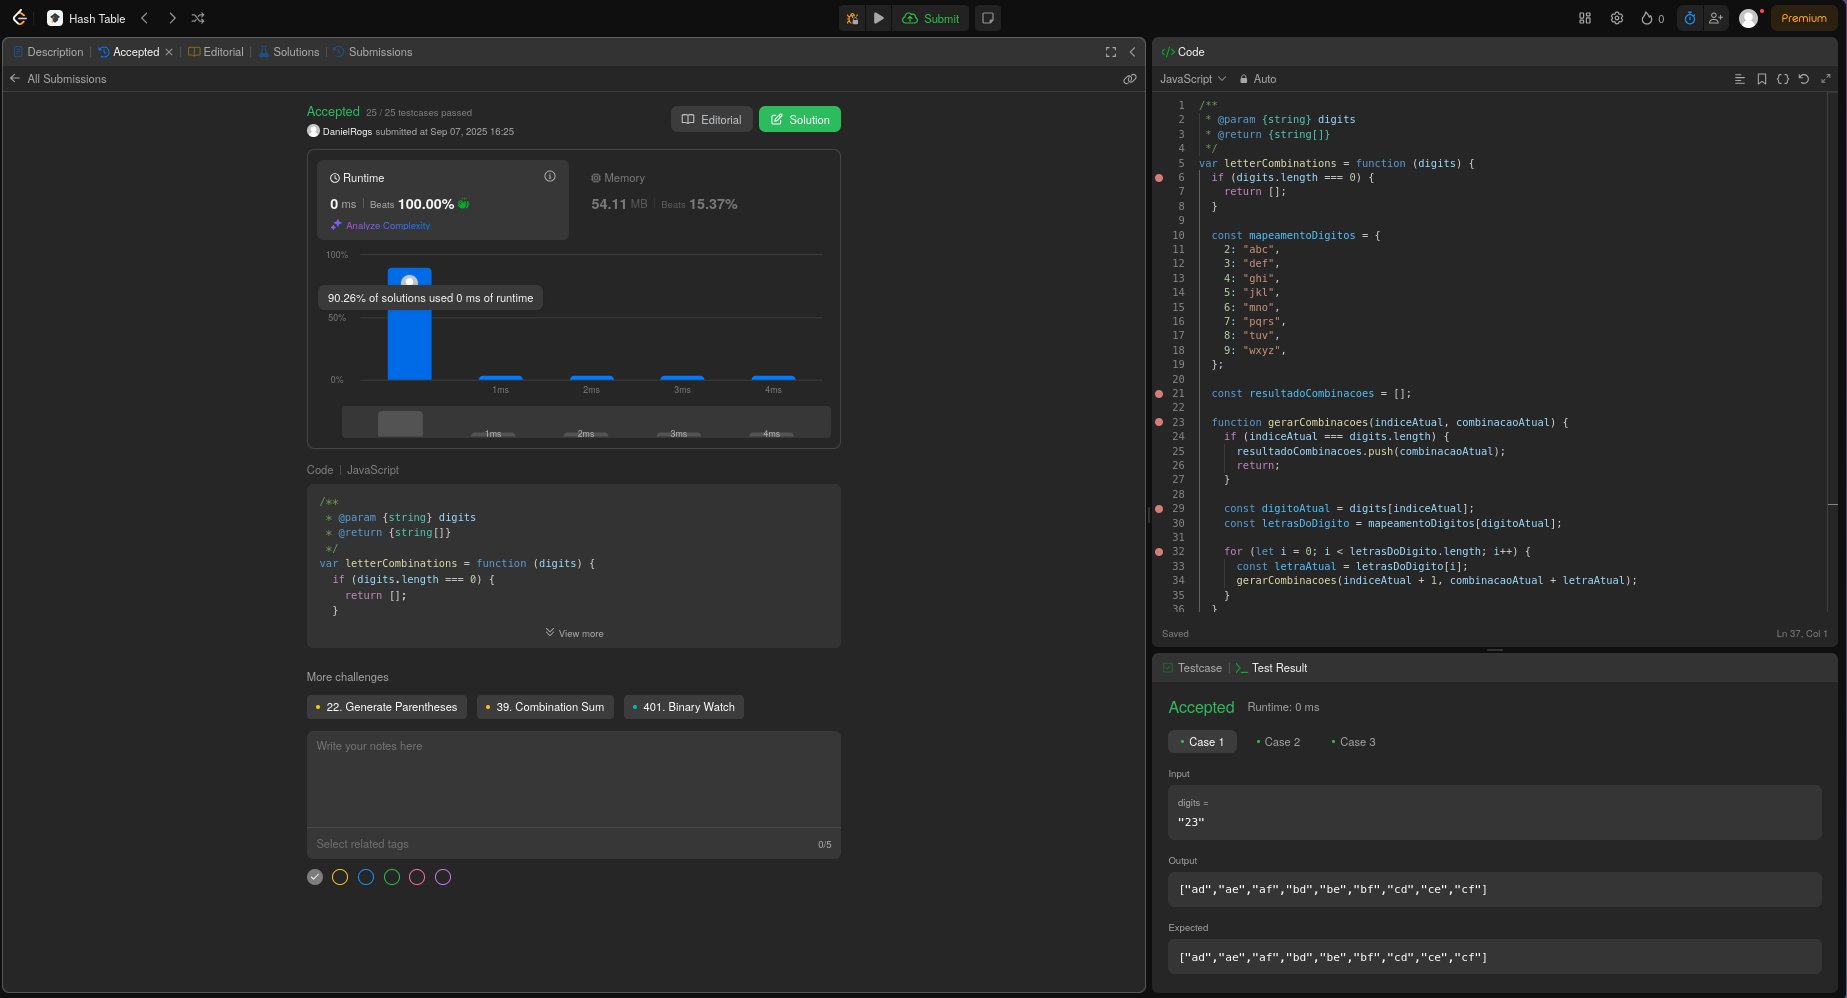 Hash Table
Submit
0
Premium
Description
Accepted
Editorial
Solutions
Submissions
All Submissions
Accepted 25 / 25 testcases passed
DanielRogs submitted at Sep 07, 2025 16:25
Editorial
Solution
Runtime
0 ms Beats 100.00%
Analyze Complexity
Memory
54.11 MB Beats 15.37%
100%
90.26% of solutions used 0 ms of runtime
50%
0%
1ms 2ms 3ms 4ms
1ms 2ms 3ms 4ms
Code JavaScript
/**
 * @param {string} digits
 * @return {string[]}
 */
var letterCombinations = function (digits) {
  if (digits.length === 0) {
    return [];
  }
View more
More challenges
22. Generate Parentheses
39. Combination Sum
401. Binary Watch
Write your notes here
Select related tags
0/5
</> Code
JavaScript
Auto
1 /**
2  * @param {string} digits
3  * @return {string[]}
4  */
5 var letterCombinations = function (digits) {
6   if (digits.length === 0) {
7     return [];
8   }
9
10   const mapeamentoDigitos = {
11     2: "abc",
12     3: "def",
13     4: "ghi",
14     5: "jkl",
15     6: "mno",
16     7: "pqrs",
17     8: "tuv",
18     9: "wxyz",
19   };
20
21   const resultadoCombinacoes = [];
22
23   function gerarCombinacoes(indiceAtual, combinacaoAtual) {
24     if (indiceAtual === digits.length) {
25       resultadoCombinacoes.push(combinacaoAtual);
26       return;
27     }
28
29     const digitoAtual = digits[indiceAtual];
30     const letrasDoDigito = mapeamentoDigitos[digitoAtual];
31
32     for (let i = 0; i < letrasDoDigito.length; i++) {
33       const letraAtual = letrasDoDigito[i];
34       gerarCombinacoes(indiceAtual + 1, combinacaoAtual + letraAtual);
35     }
36   }
Saved
Ln 37, Col 1
Testcase
Test Result
Accepted Runtime: 0 ms
Case 1
Case 2
Case 3
Input
digits =
"23"
Output
["ad","ae","af","bd","be","bf","cd","ce","cf"]
Expected
["ad","ae","af","bd","be","bf","cd","ce","cf"]